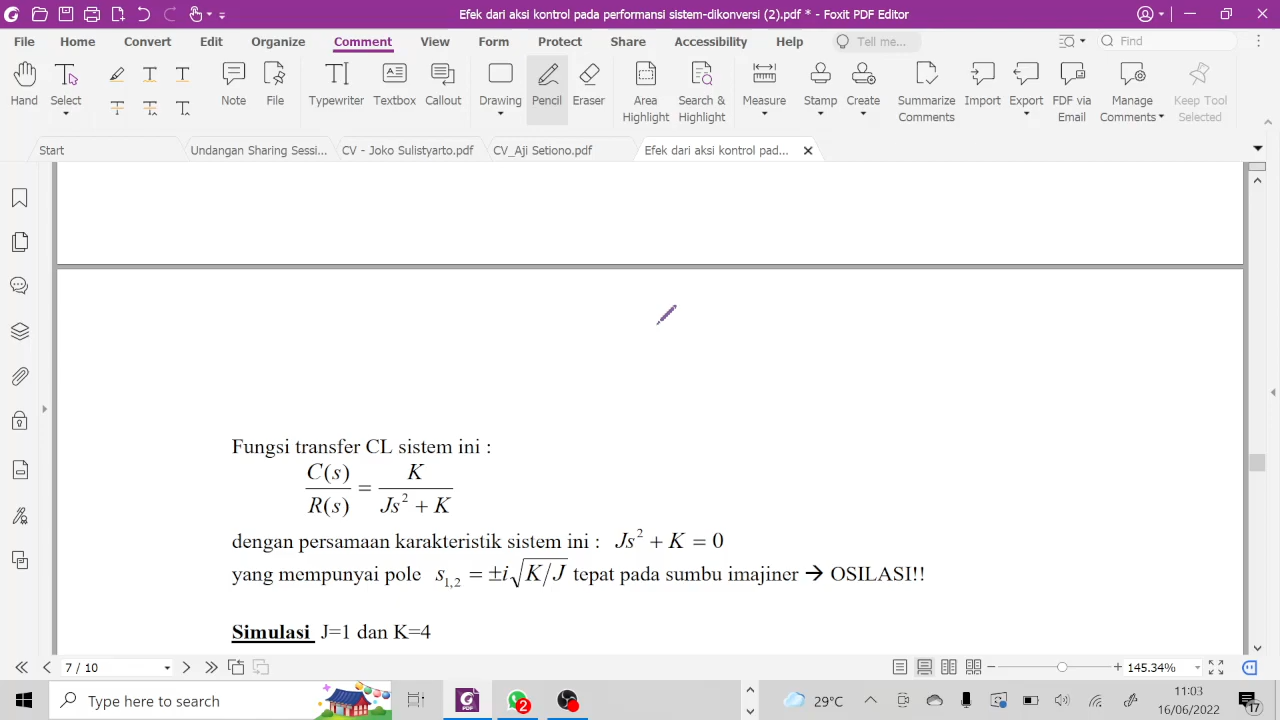 Efek dari aksi kontrol pada performansi sistem-dikonversi (2).pdf * - Foxit PDF Editor
File Home Convert Edit Organize Comment View Form Protect Share Accessibility Help Tell me... Find
Hand Select Note File Typewriter Textbox Callout Drawing Pencil Eraser Area Highlight Search & Highlight Measure Stamp Create Summarize Comments Import Export FDF via Email Manage Comments Keep Tool Selected
Start Undangan Sharing Sessi... CV - Joko Sulistyarto.pdf CV_Aji Setiono.pdf Efek dari aksi kontrol pad...
Fungsi transfer CL sistem ini :
C(s)/R(s) = K/(Js² + K)
dengan persamaan karakteristik sistem ini : Js² + K = 0
yang mempunyai pole s₁,₂ = ±i√K/J tepat pada sumbu imajiner → OSILASI!!
Simulasi J=1 dan K=4
7 / 10 145.34%
Type here to search 2 29°C 11:03
16/06/2022 17